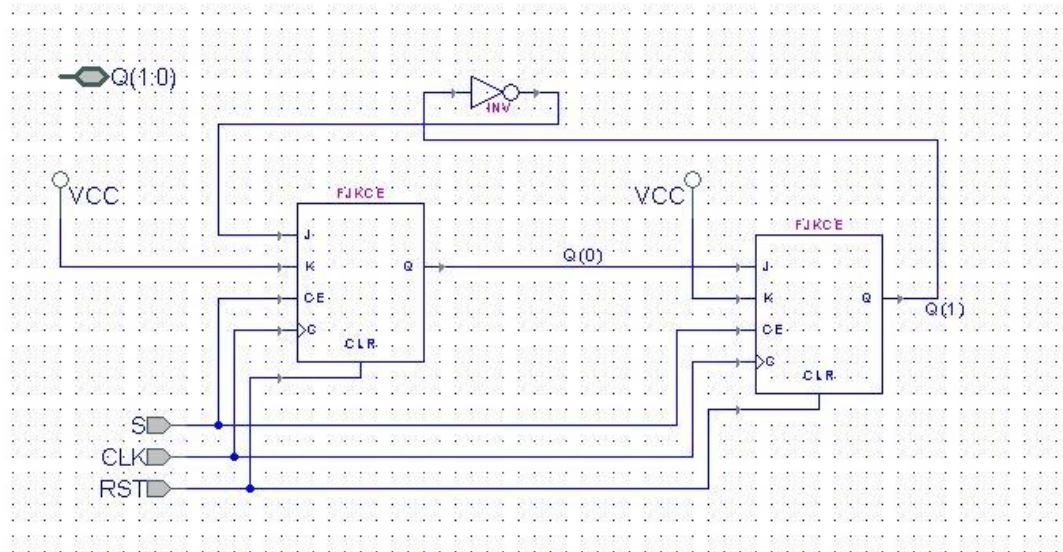 Q(1:0)
INV
VCC
VCC
FJKCE
FJKCE
J
K
Q
Q(0)
J
CE
K
Q
Q(1)
C
CE
CLR
C
CLR
S
CLK
RST